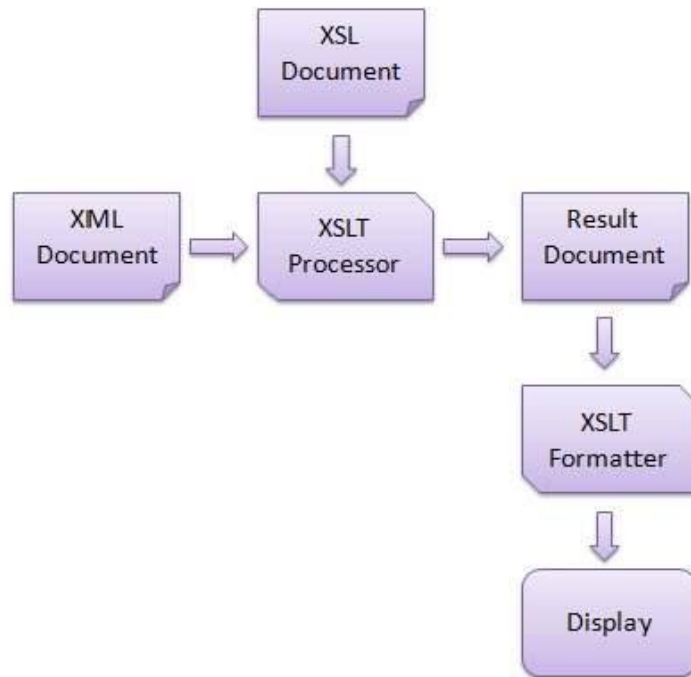 XSL
Document
XML
Document
XSLT
Processor
Result
Document
XSLT
Formatter
Display